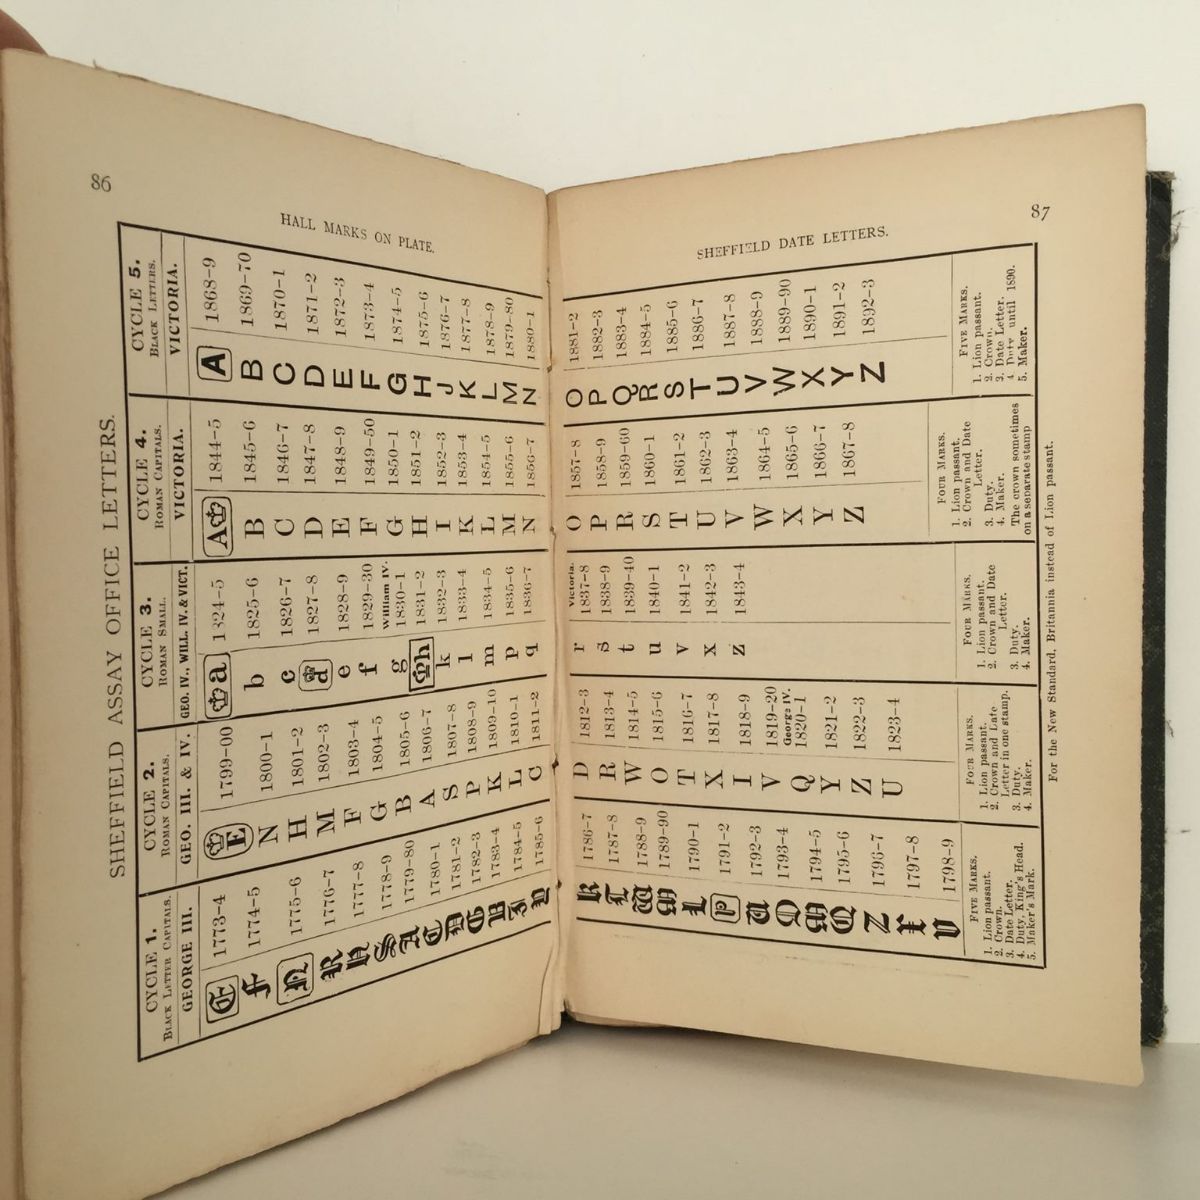 86
HALL MARKS ON PLATE.
SHEFFIELD ASSAY OFFICE LETTERS.
CYCLE 1.
BLACK LETTER CAPITALS.
GEORGE III.
E 1773–4
F 1774–5
N 1775–6
R 1776–7
H 1777–8
S 1778–9
A 1779–80
C 1780–1
D 1781–2
G 1782–3
B 1783–4
I 1784–5
1785–6
CYCLE 2.
ROMAN CAPITALS.
GEO. III. & IV.
E 1799-00
N 1800–1
H 1801–2
M 1802–3
F 1803–4
G 1804–5
B 1805–6
A 1806–7
S 1807–8
P 1808–9
K 1809–10
L 1810–1
C 1811–2
CYCLE 3.
ROMAN SMALL.
GEO. IV., WILL. IV. & VICT.
a 1824–5
b 1825–6
c 1826–7
d 1827–8
e 1828–9
f 1829–30
William IV.
g 1830–1
h 1831–2
k 1832–3
l 1833–4
m 1834–5
p 1835–6
q 1836–7
CYCLE 4.
ROMAN CAPITALS.
VICTORIA.
A 1844–5
B 1845–6
C 1846–7
D 1847–8
E 1848–9
F 1849–50
G 1850–1
H 1851–2
I 1852–3
K 1853–4
L 1854–5
M 1855–6
N 1856–7
CYCLE 5.
BLACK LETTERS.
VICTORIA.
A 1868–9
B 1869–70
C 1870–1
D 1871–2
E 1872–3
F 1873–4
G 1874–5
H 1875–6
J 1876–7
K 1877–8
L 1878–9
M 1879–80
N 1880–1
87
SHEFFIELD DATE LETTERS.
1786–7
1787–8
W 1788–9
M 1789–90
L 1790–1
P 1791–2
1792–3
O 1793–4
1794–5
Q 1795–6
Z 1796–7
X 1797–8
V 1798–9
FIVE MARKS.
1. Lion passant.
2. Crown.
3. Date Letter.
4. Duty, King's Head.
5. Maker's Mark.
D 1812–3
R 1813–4
W 1814–5
O 1815–6
T 1816–7
X 1817–8
I 1818–9
V 1819–20
George IV.
Q 1820–1
Y 1821–2
Z 1822–3
U 1823–4
FOUR MARKS.
1. Lion passant.
2. Crown and Late
Letter in one stamp.
3. Duty.
4. Maker.
Victoria.
r 1837–8
s 1838–9
t 1839–40
u 1840–1
v 1841–2
x 1842–3
z 1843–4
FOUR MARKS.
1. Lion passant.
2. Crown and Date
Letter.
3. Duty.
4. Maker.
O 1857–8
P 1858–9
R 1859–60
S 1860–1
T 1861–2
U 1862–3
V 1863–4
W 1864–5
X 1865–6
Y 1866–7
Z 1867–8
FOUR MARKS.
1. Lion passant.
2. Crown and Date
Letter.
3. Duty.
4. Maker.
The crown sometimes
on a separate stamp
O 1881–2
P 1882–3
Q 1883–4
R 1884–5
S 1885–6
T 1886–7
U 1887–8
V 1888–9
W 1889–90
X 1890–1
Y 1891–2
Z 1892–3
FIVE MARKS.
1. Lion passant.
2. Crown.
3. Date Letter.
4 Duty until 1890.
5. Maker.
For the New Standard, Britannia instead of Lion passant.